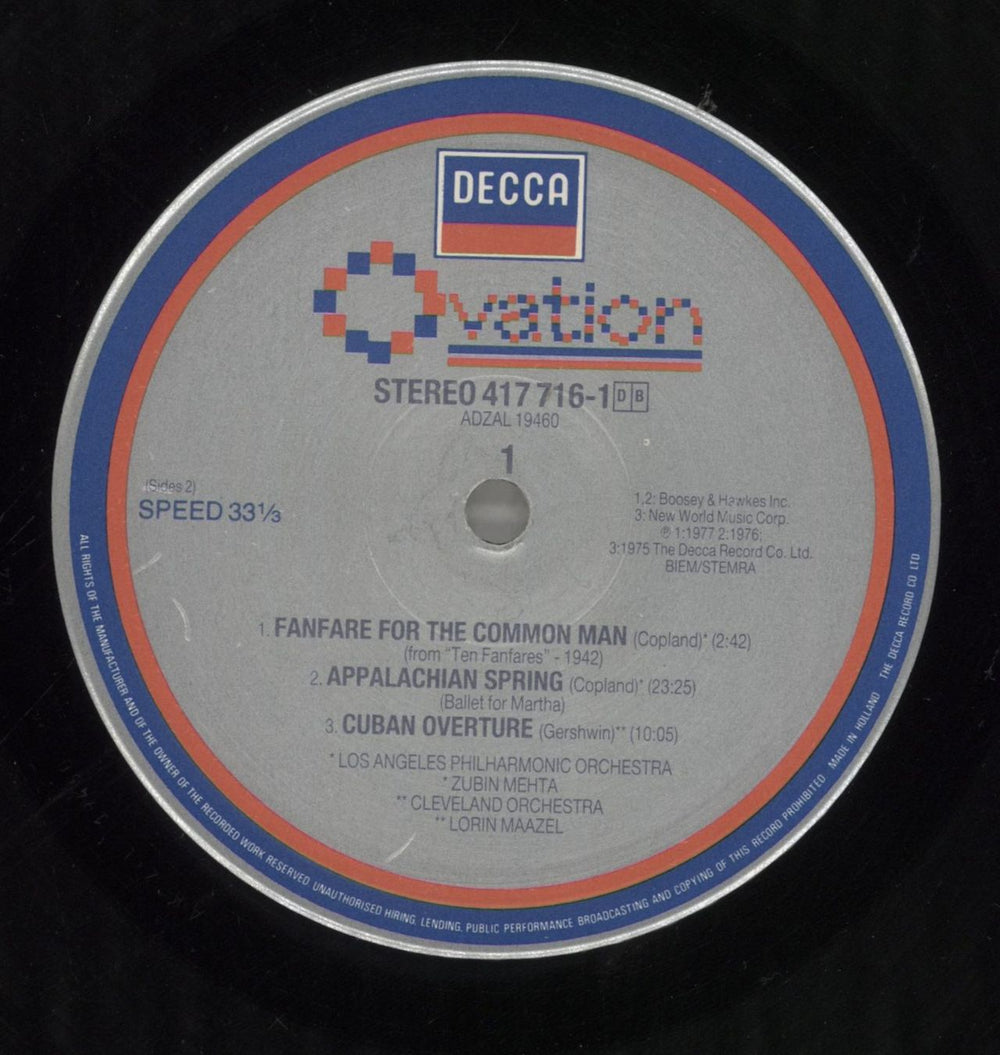 DECCA
Ovation
STEREO 417 716-1 DB
ADZAL 19460
1
(Sides 2)
SPEED 33⅓
1,2: Boosey & Hawkes Inc.
3: New World Music Corp.
℗ 1:1977 2:1976;
3:1975 The Decca Record Co. Ltd.
BIEM/STEMRA
1. FANFARE FOR THE COMMON MAN (Copland)* (2:42)
(from "Ten Fanfares" - 1942)
2. APPALACHIAN SPRING (Copland)* (23:25)
(Ballet for Martha)
3. CUBAN OVERTURE (Gershwin)** (10:05)
* LOS ANGELES PHILHARMONIC ORCHESTRA
* ZUBIN MEHTA
** CLEVELAND ORCHESTRA
** LORIN MAAZEL
ALL RIGHTS OF THE MANUFACTURER AND OF THE OWNER OF THE RECORDED WORK RESERVED UNAUTHORISED HIRING, LENDING, PUBLIC PERFORMANCE BROADCASTING AND COPYING OF THIS RECORD PROHIBITED MADE IN HOLLAND THE DECCA RECORD CO LTD